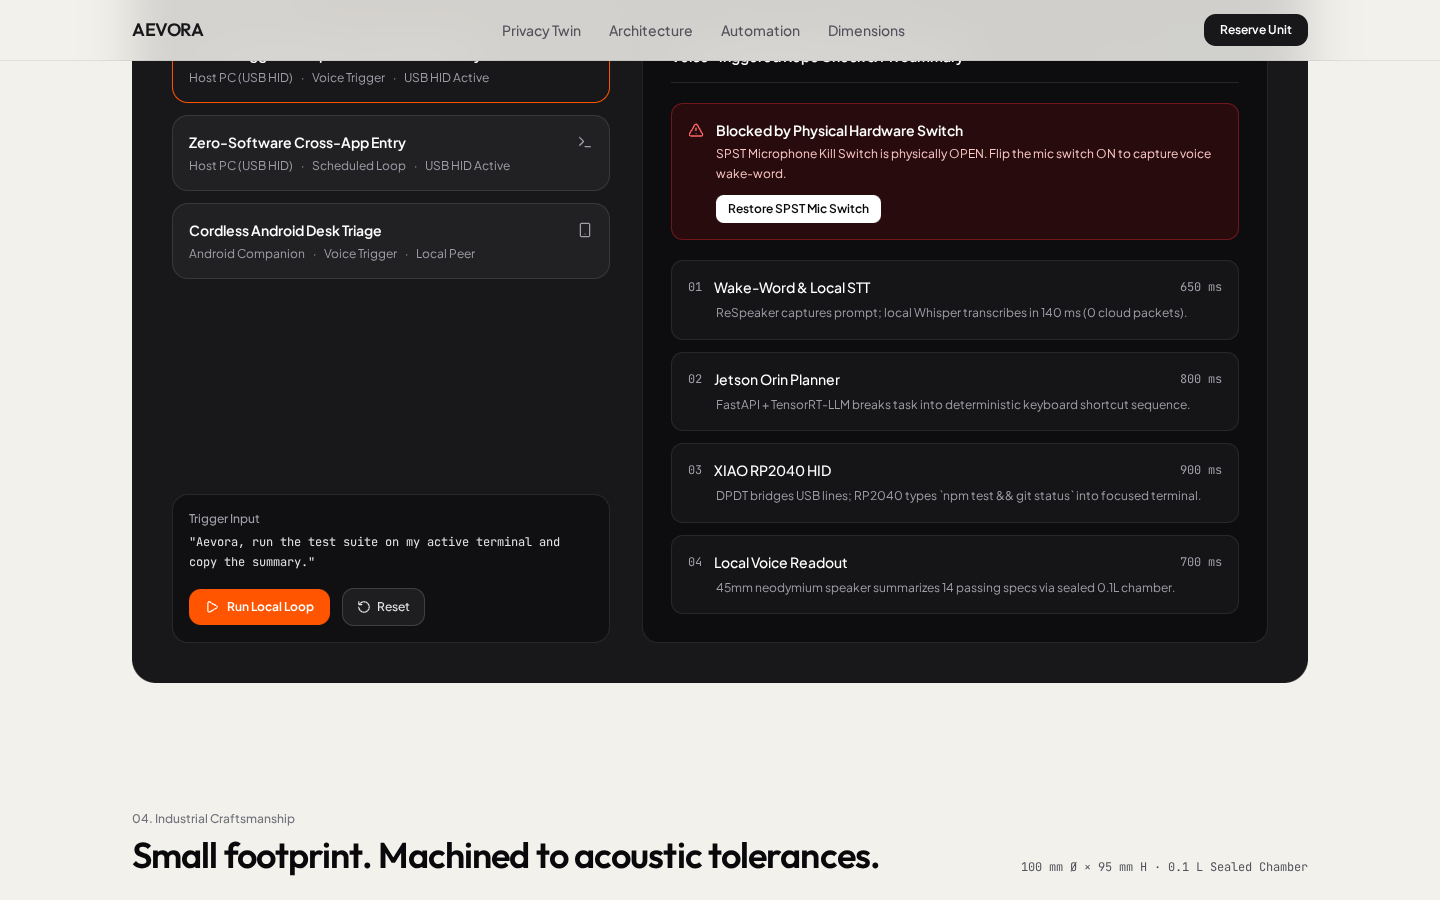 AEVORA
Privacy Twin
Architecture
Automation
Dimensions
Reserve Unit
Host PC (USB HID) · Voice Trigger · USB HID Active
Zero-Software Cross-App Entry
Host PC (USB HID) · Scheduled Loop · USB HID Active
Cordless Android Desk Triage
Android Companion · Voice Trigger · Local Peer
Trigger Input
"Aevora, run the test suite on my active terminal and
copy the summary."
Run Local Loop
Reset
Blocked by Physical Hardware Switch
SPST Microphone Kill Switch is physically OPEN. Flip the mic switch ON to capture voice
wake-word.
Restore SPST Mic Switch
01 Wake-Word & Local STT 650 ms
ReSpeaker captures prompt; local Whisper transcribes in 140 ms (0 cloud packets).
02 Jetson Orin Planner 800 ms
FastAPI + TensorRT-LLM breaks task into deterministic keyboard shortcut sequence.
03 XIAO RP2040 HID 900 ms
DPDT bridges USB lines; RP2040 types `npm test && git status` into focused terminal.
04 Local Voice Readout 700 ms
45mm neodymium speaker summarizes 14 passing specs via sealed 0.1L chamber.
04. Industrial Craftsmanship
Small footprint. Machined to acoustic tolerances.
100 mm Ø × 95 mm H · 0.1 L Sealed Chamber